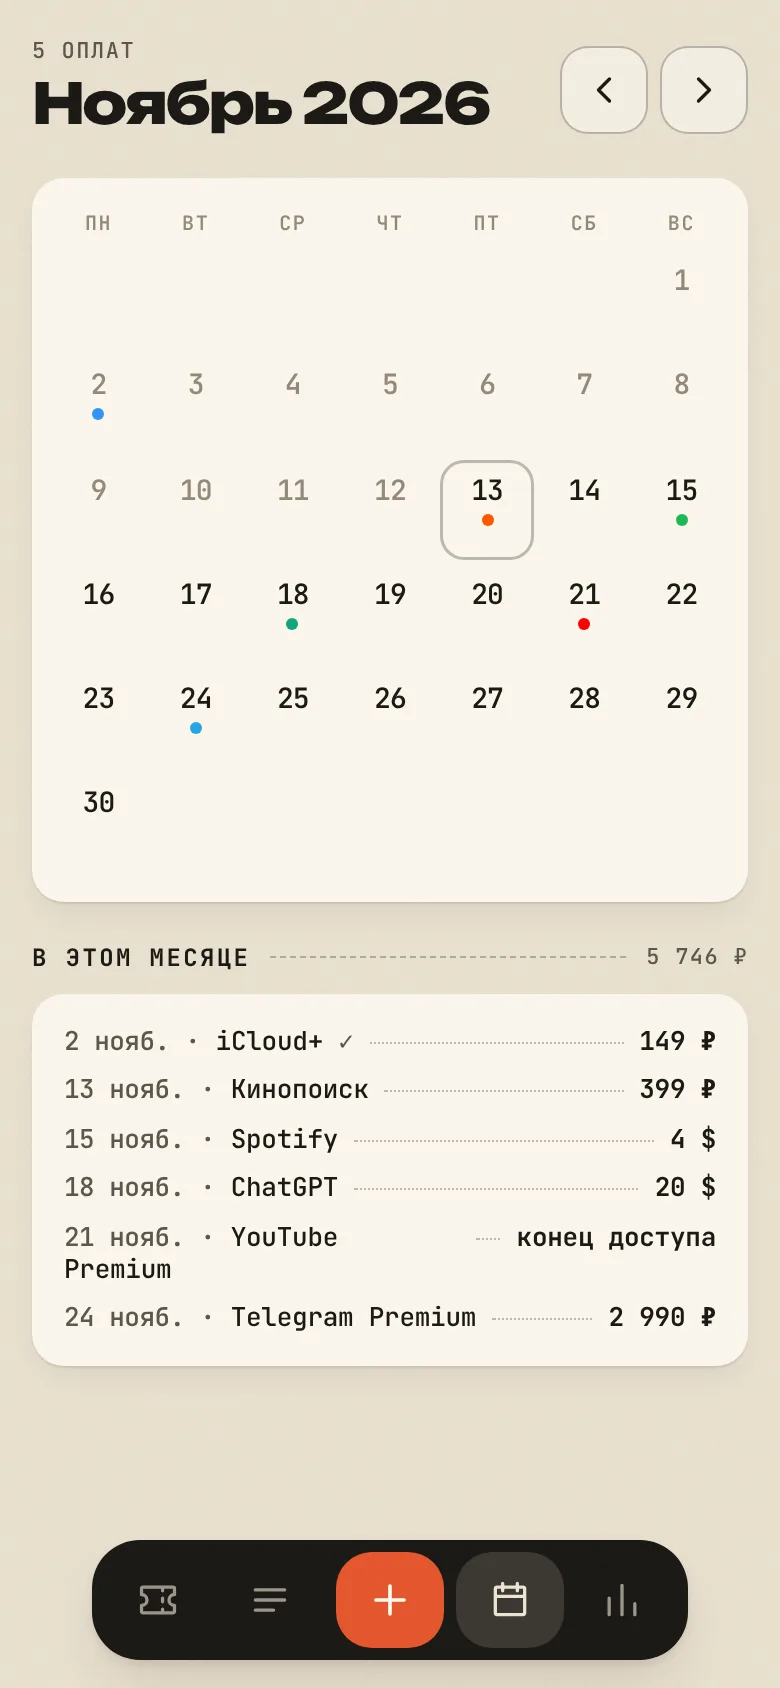 5 ОПЛАТ
Ноябрь 2026
ПН ВТ СР ЧТ ПТ СБ ВС
1
2 3 4 5 6 7 8
9 10 11 12 13 14 15
16 17 18 19 20 21 22
23 24 25 26 27 28 29
30
В ЭТОМ МЕСЯЦЕ 5 746 ₽
2 нояб. · iCloud+ ✓ 149 ₽
13 нояб. · Кинопоиск 399 ₽
15 нояб. · Spotify 4 $
18 нояб. · ChatGPT 20 $
21 нояб. · YouTube конец доступа
Premium
24 нояб. · Telegram Premium 2 990 ₽